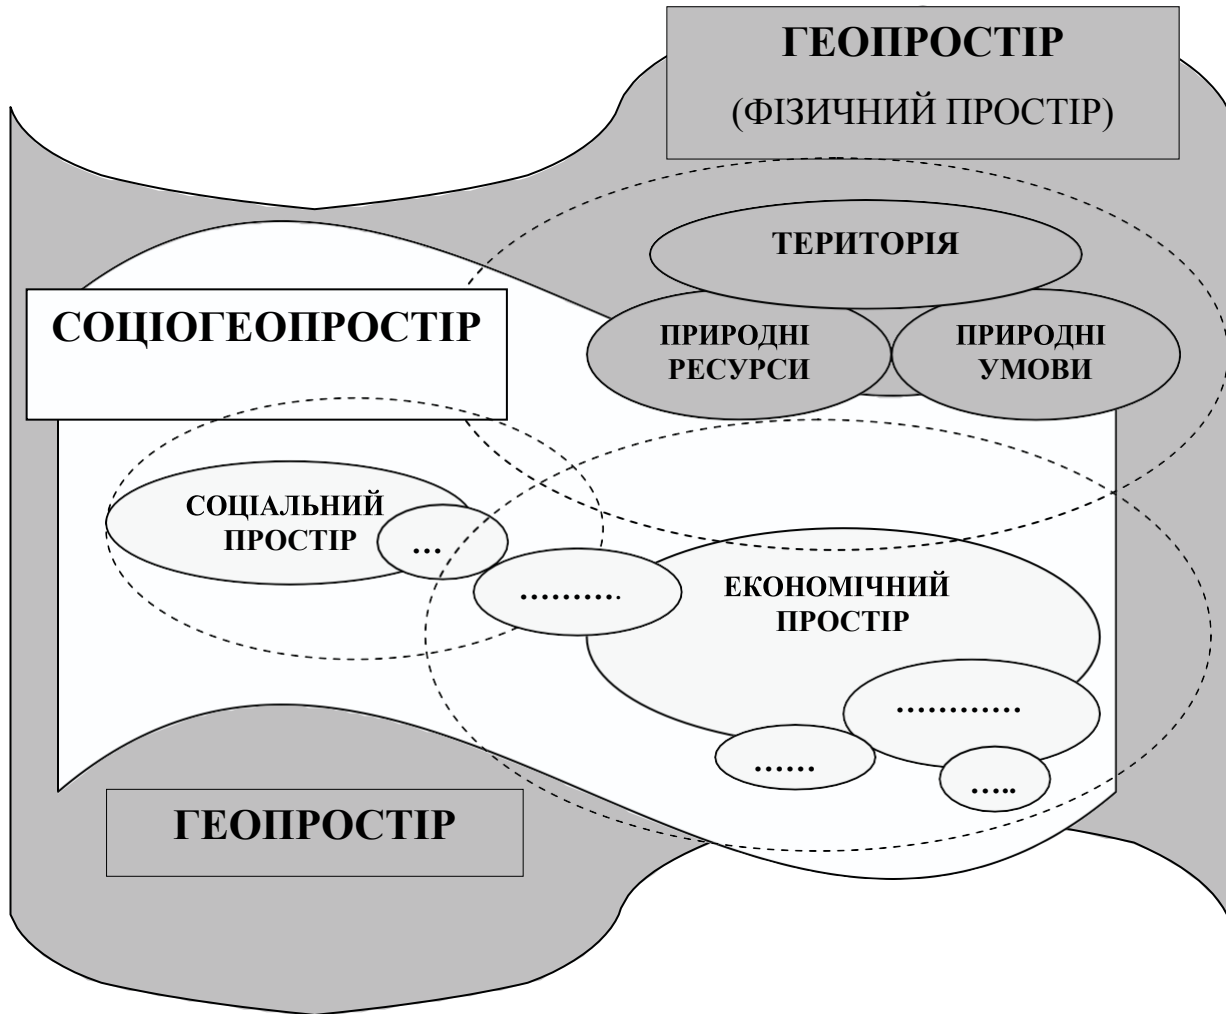 ГЕОПРОСТІР
(ФІЗИЧНИЙ ПРОСТІР)
ТЕРИТОРІЯ
СОЦІОГЕОПРОСТІР
ПРИРОДНІ
РЕСУРСИ
ПРИРОДНІ
УМОВИ
СОЦІАЛЬНИЙ
ПРОСТІР
...
..........
ЕКОНОМІЧНИЙ
ПРОСТІР
............
......
.....
ГЕОПРОСТІР